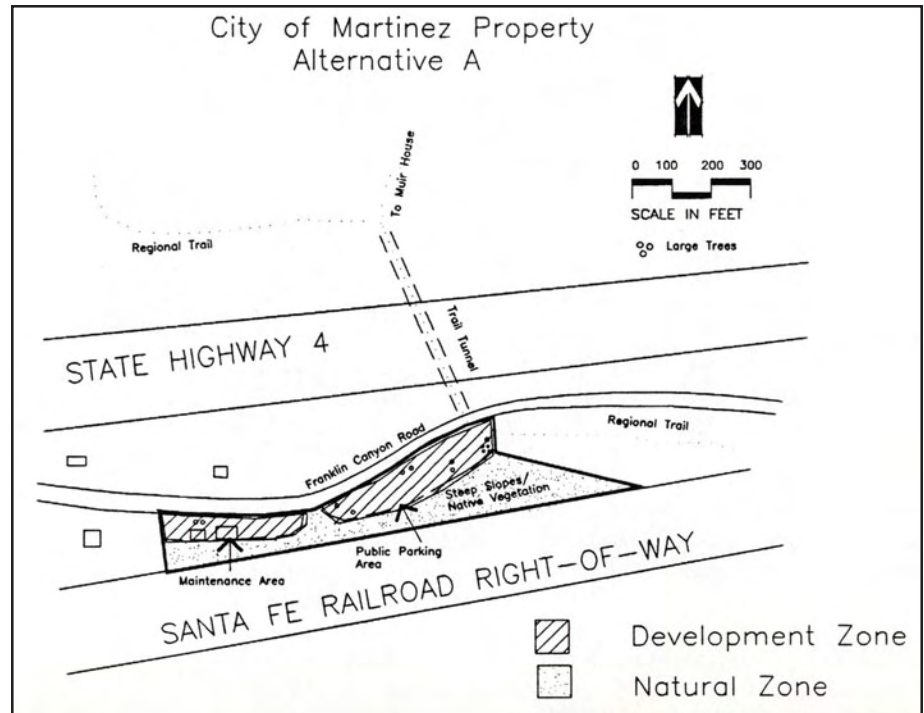 City of Martinez Property
Alternative A
To Muir House
0 100 200 300
SCALE IN FEET
Large Trees
Regional Trail
Trail Tunnel
STATE HIGHWAY 4
Franklin Canyon Road
Regional Trail
Steep Slopes/
Native Vegetation
Public Parking
Area
Maintenance Area
SANTA FE RAILROAD RIGHT-OF-WAY
Development Zone
Natural Zone